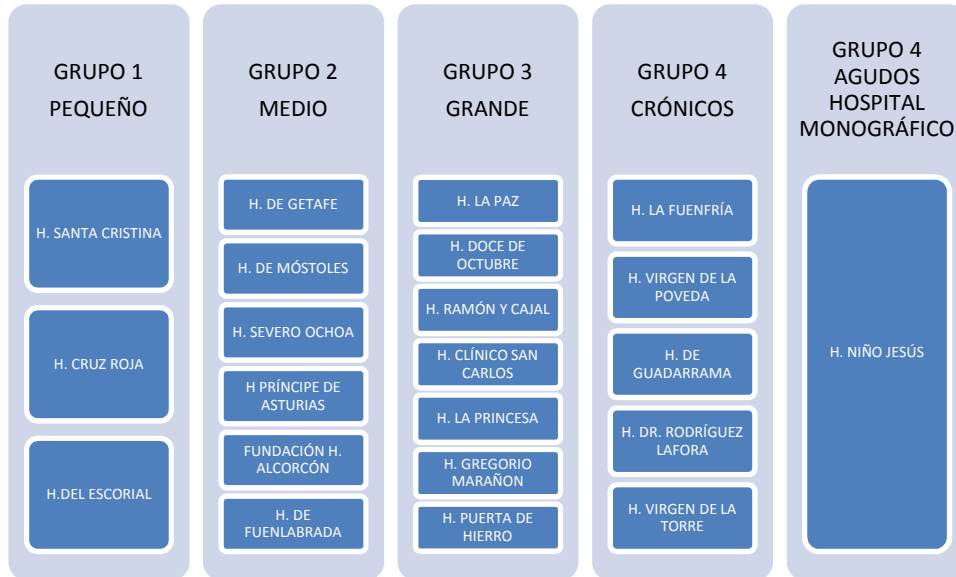 GRUPO 1
PEQUEÑO
H. SANTA CRISTINA
H. CRUZ ROJA
H.DEL ESCORIAL
GRUPO 2
MEDIO
H. DE GETAFE
H. DE MÓSTOLES
H. SEVERO OCHOA
H PRÍNCIPE DE
ASTURIAS
FUNDACIÓN H.
ALCORCÓN
H. DE
FUENLABRADA
GRUPO 3
GRANDE
H. LA PAZ
H. DOCE DE
OCTUBRE
H. RAMÓN Y CAJAL
H. CLÍNICO SAN
CARLOS
H. LA PRINCESA
H. GREGORIO
MARAÑON
H. PUERTA DE
HIERRO
GRUPO 4
CRÓNICOS
H. LA FUENFRÍA
H. VIRGEN DE LA
POVEDA
H. DE
GUADARRAMA
H. DR. RODRÍGUEZ
LAFORA
H. VIRGEN DE LA
TORRE
GRUPO 4
AGUDOS
HOSPITAL
MONOGRÁFICO
H. NIÑO JESÚS